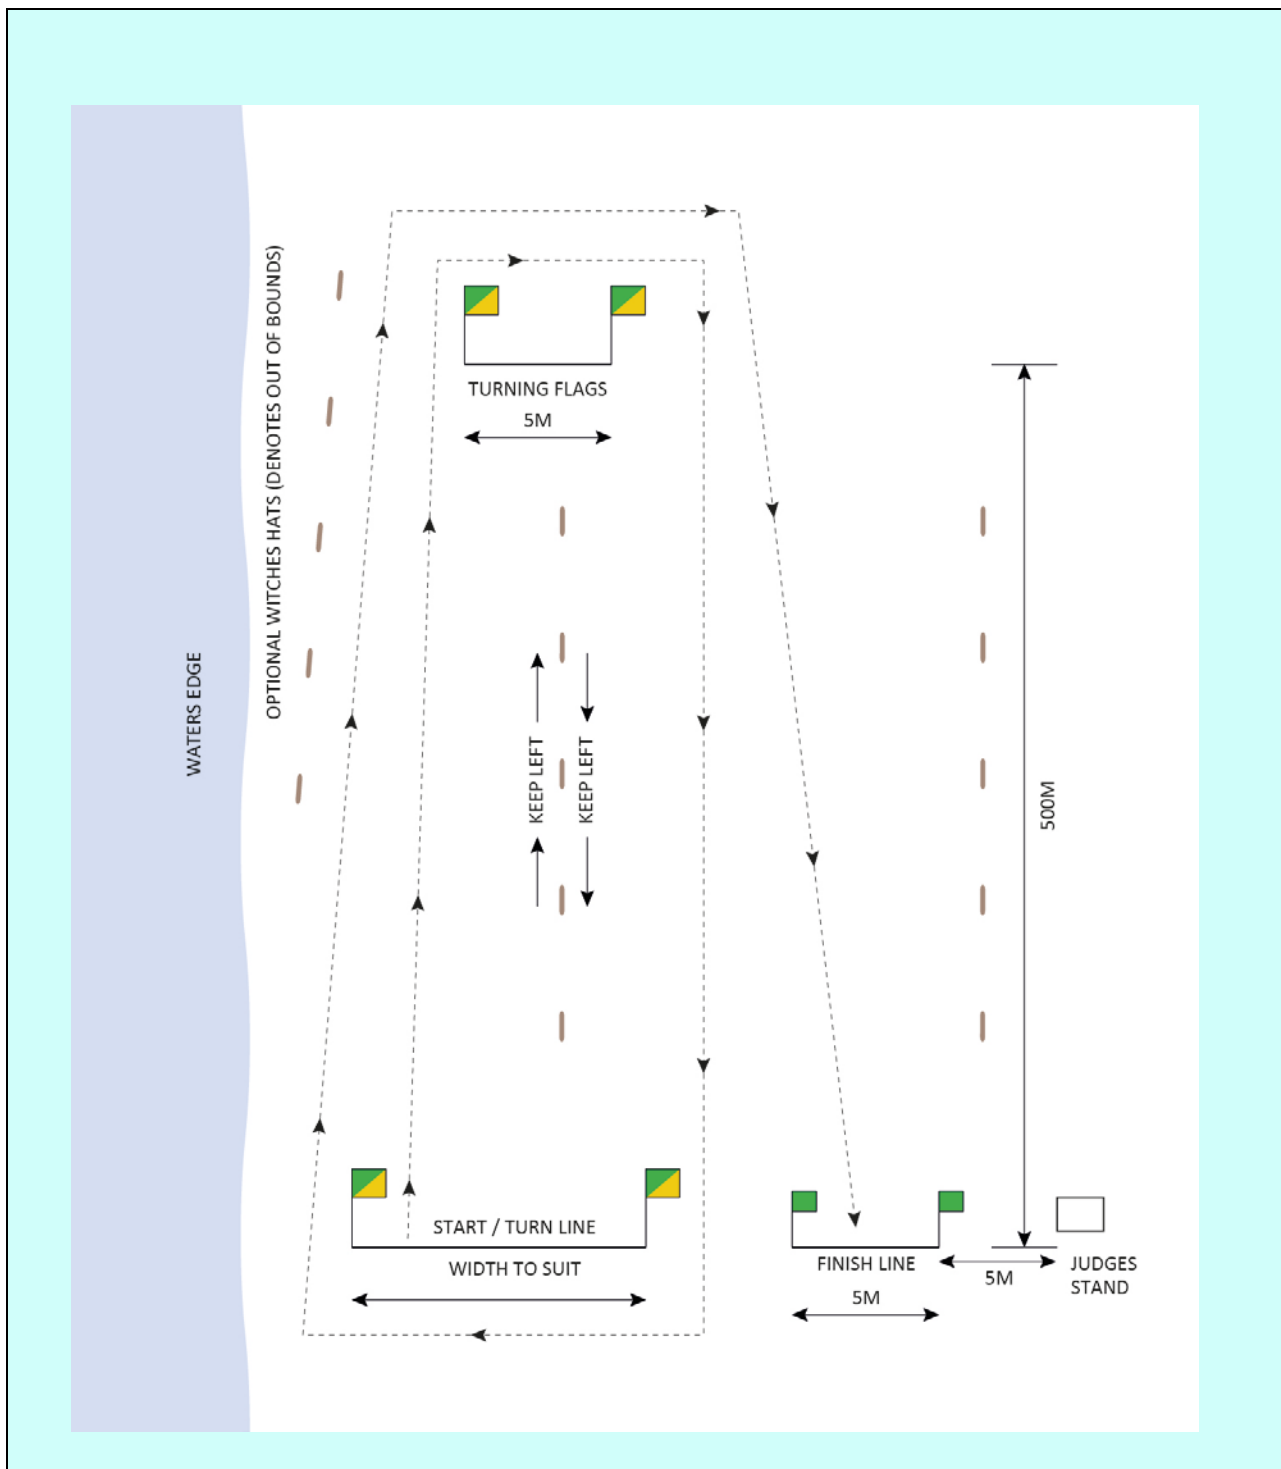 WATERS EDGE
OPTIONAL WITCHES HATS (DENOTES OUT OF BOUNDS)
TURNING FLAGS
5M
KEEP LEFT
KEEP LEFT
500M
START / TURN LINE
WIDTH TO SUIT
FINISH LINE
5M
5M
JUDGES
STAND